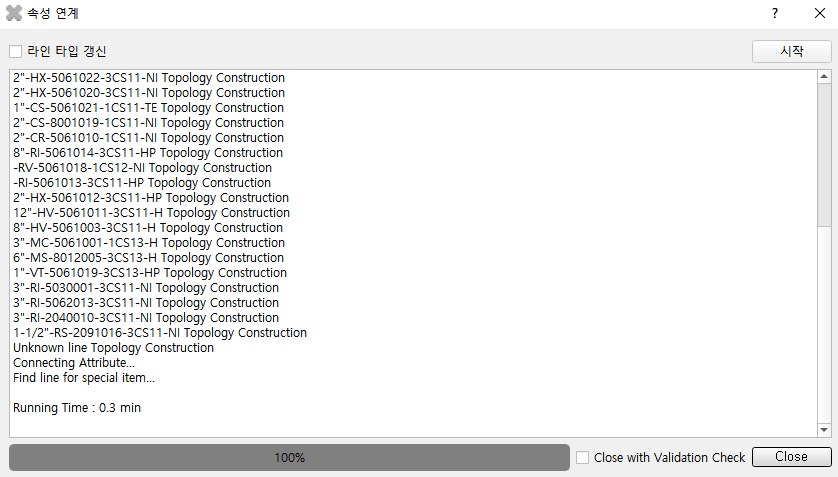 속성 연계
?
라인 타입 갱신
시작
2"-HX-5061022-3CS11-NI Topology Construction
2"-HX-5061020-3CS11-NI Topology Construction
1"-CS-5061021-1CS11-TE Topology Construction
2"-CS-8001019-1CS11-NI Topology Construction
2"-CR-5061010-1CS11-NI Topology Construction
8"-RI-5061014-3CS11-HP Topology Construction
-RV-5061018-1CS12-NI Topology Construction
-RI-5061013-3CS11-HP Topology Construction
2"-HX-5061012-3CS11-HP Topology Construction
12"-HV-5061011-3CS11-H Topology Construction
8"-HV-5061003-3CS11-H Topology Construction
3"-MC-5061001-1CS13-H Topology Construction
6"-MS-8012005-3CS13-H Topology Construction
1"-VT-5061019-3CS13-HP Topology Construction
3"-RI-5030001-3CS11-NI Topology Construction
3"-RI-5062013-3CS11-NI Topology Construction
3"-RI-2040010-3CS11-NI Topology Construction
1-1/2"-RS-2091016-3CS11-NI Topology Construction
Unknown line Topology Construction
Connecting Attribute...
Find line for special item...
Running Time : 0.3 min
100%
Close with Validation Check
Close